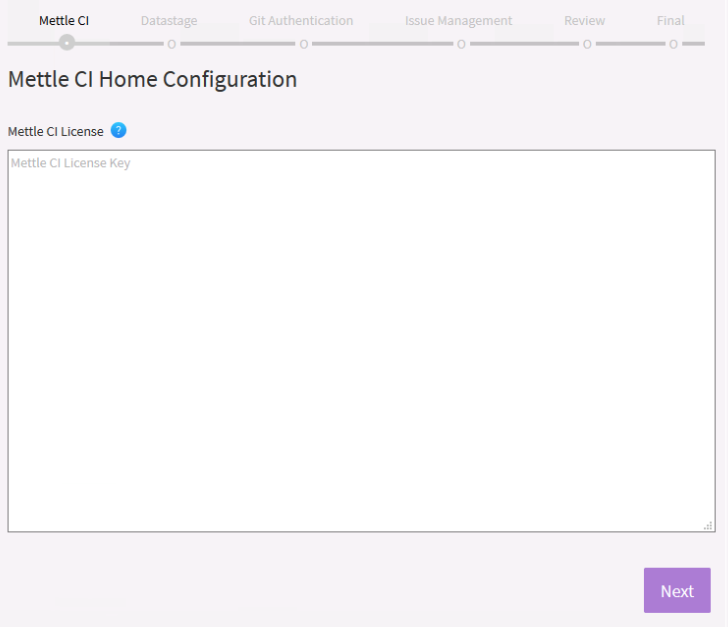 Mettle CI Datastage Git Authentication Issue Management Review Final
Mettle CI Home Configuration
Mettle CI License ?
Mettle CI License Key
Next